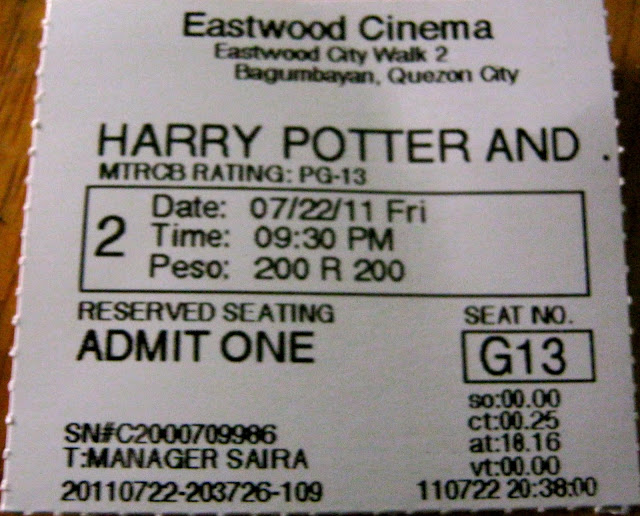 Eastwood Cinema
Eastwood City Walk 2
Bagumbayan, Quezon City
HARRY POTTER AND .
MTRCB RATING: PG-13
2
Date: 07/22/11 Fri
Time: 09:30 PM
Peso: 200 R 200
RESERVED SEATING
ADMIT ONE
SEAT NO.
G13
so:00.00
ct:00.25
at:18.16
vt:00.00
SN#C2000709986
T:MANAGER SAIRA
20110722-203726-109
110722 20:38:00